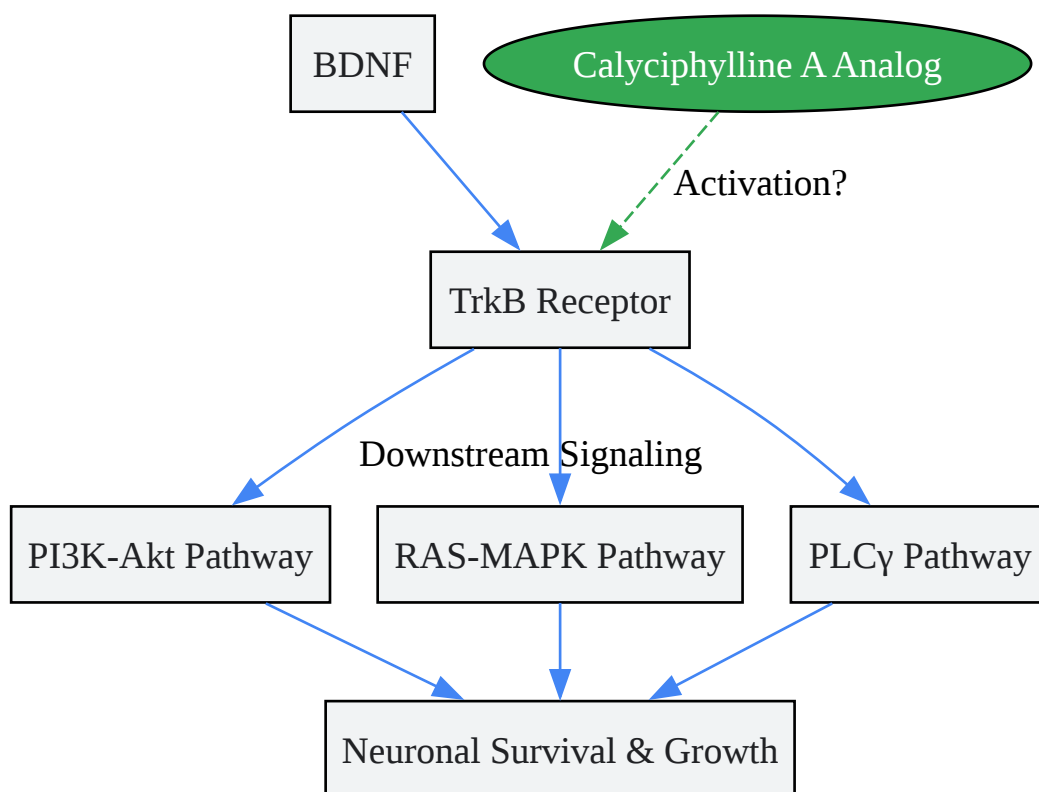 BDNF
Calyciphylline A Analog
Activation?
TrkB Receptor
Downstream Signaling
PI3K-Akt Pathway
RAS-MAPK Pathway
PLCγ Pathway
Neuronal Survival & Growth